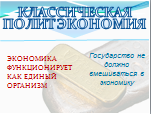 КЛАССИЧЕСКАЯ
ПОЛИТЭКОНОМИЯ
ЭКОНОМИКА
ФУНКЦИОНИРУЕТ
КАК ЕДИНЫЙ
ОРГАНИЗМ
Государство не
должно
вмешиваться в
экономику